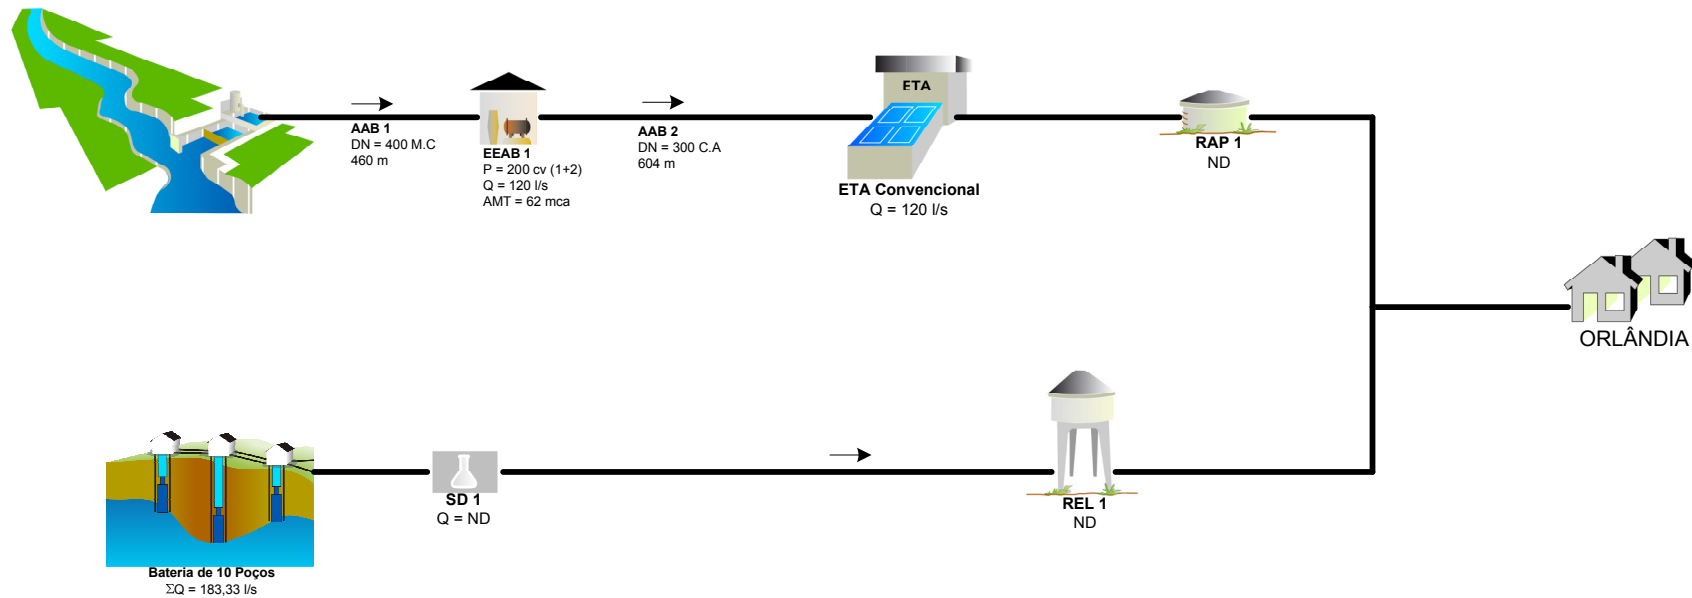 ETA
AAB 1
DN = 400 M.C
460 m
EEAB 1
P = 200 cv (1+2)
Q = 120 l/s
AMT = 62 mca
AAB 2
DN = 300 C.A
604 m
ETA Convencional
Q = 120 l/s
RAP 1
ND
ORLÂNDIA
SD 1
Q = ND
REL 1
ND
Bateria de 10 Poços
ΣQ = 183,33 l/s